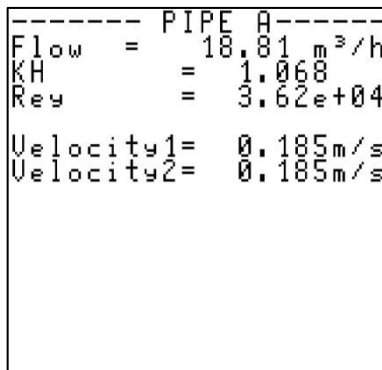 ------- PIPE A------
Flow = 18.81 m³/h
KH = 1.068
Rey = 3.62e+04
Velocity1= 0.185m/s
Velocity2= 0.185m/s